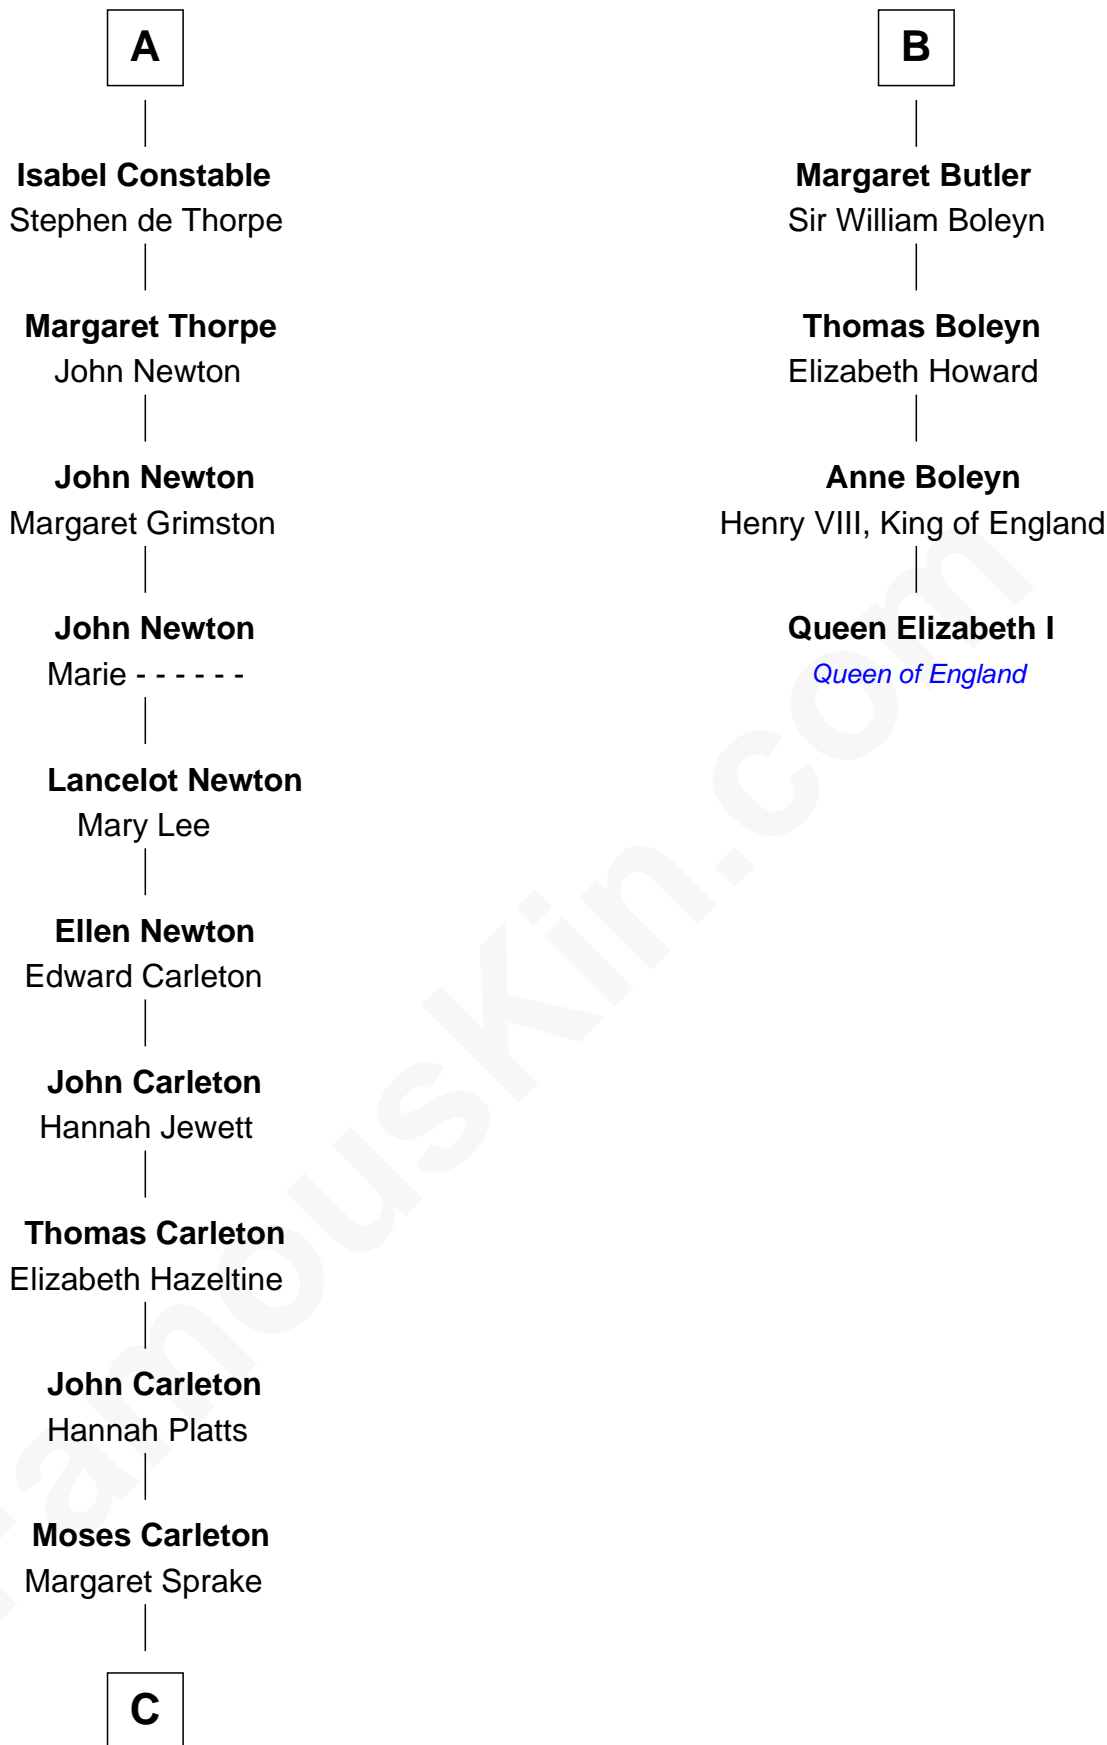 A
Isabel Constable
Stephen de Thorpe
Margaret Thorpe
John Newton
John Newton
Margaret Grimston
John Newton
Marie - - - - - -
Lancelot Newton
Mary Lee
Ellen Newton
Edward Carleton
John Carleton
Hannah Jewett
Thomas Carleton
Elizabeth Hazeltine
John Carleton
Hannah Platts
Moses Carleton
Margaret Sprake
C
B
Margaret Butler
Sir William Boleyn
Thomas Boleyn
Elizabeth Howard
Anne Boleyn
Henry VIII, King of England
Queen Elizabeth I
Queen of England
FamousKin.com